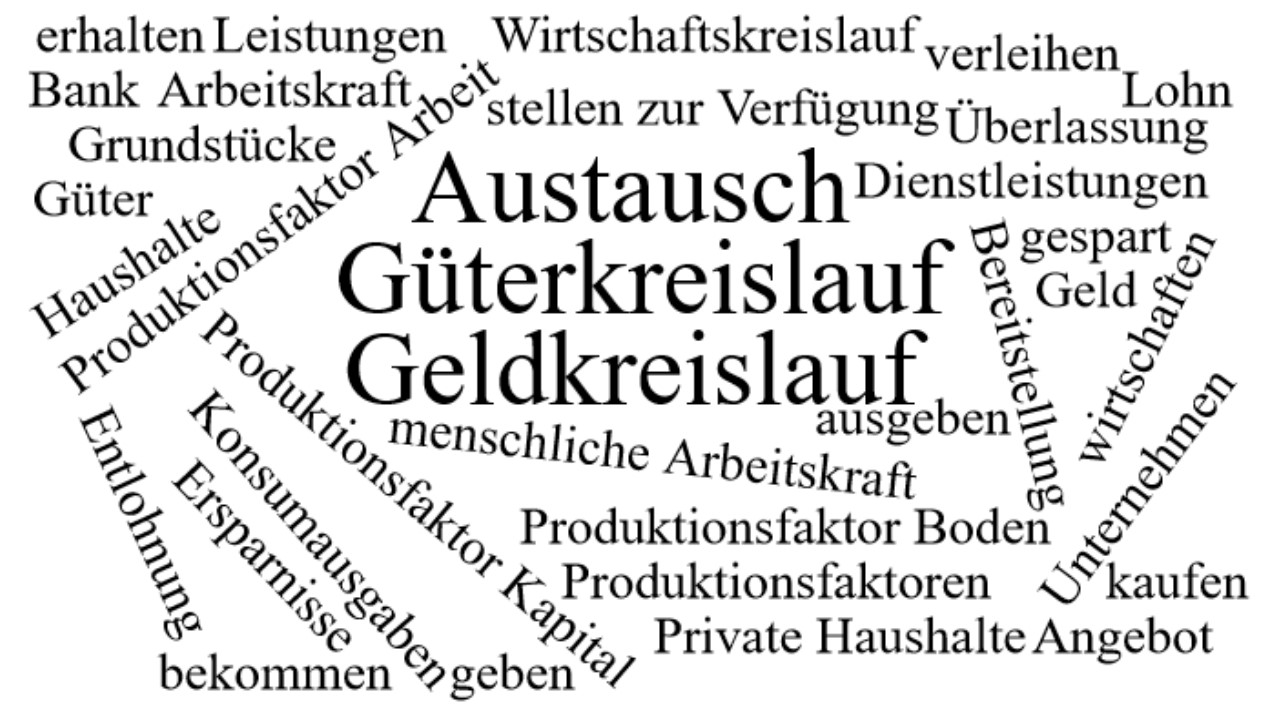 erhalten Leistungen Wirtschaftskreislauf verleihen
Bank Arbeitskraft Lohn
stellen zur Verfügung Überlassung
Grundstücke
Produktionsfaktor Arbeit
Austausch Dienstleistungen
Güter
Haushalte
gespart
Güterkreislauf
Geld
Bereitstellung
wirtschaften
Geldkreislauf
Produktionsfaktor Kapital
ausgeben
menschliche Arbeitskraft
Unternehmen
Entlohnung
Konsumausgaben
Ersparnisse
Produktionsfaktor Boden
Produktionsfaktoren kaufen
Private Haushalte Angebot
bekommen geben